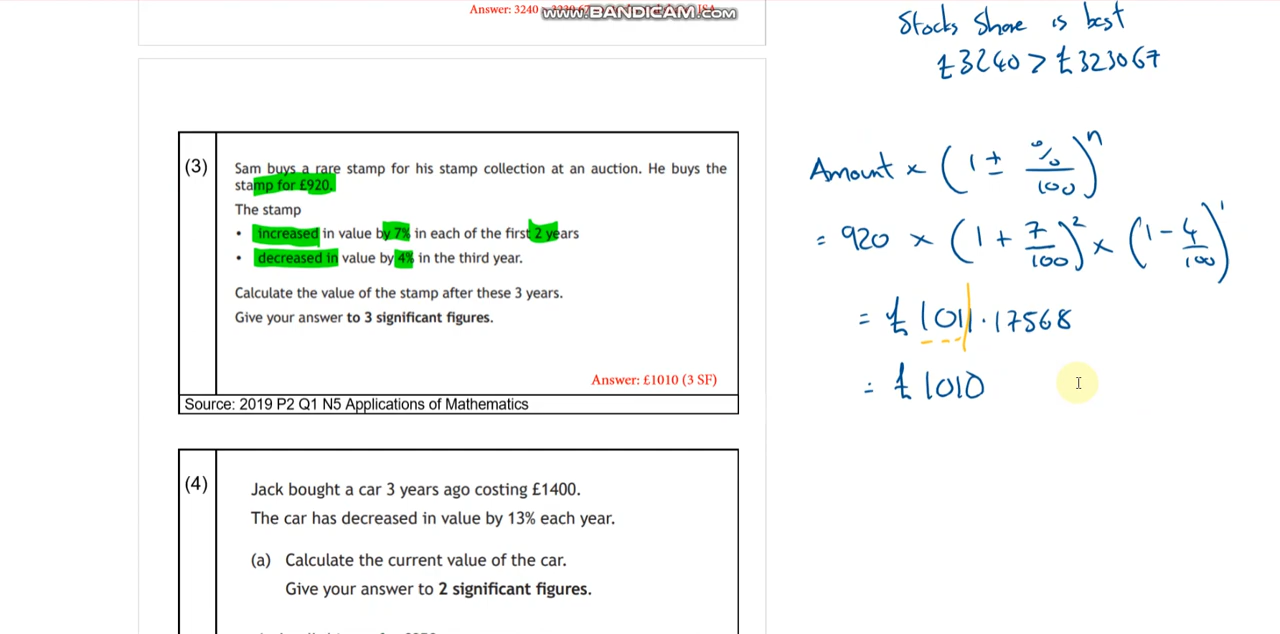 Answer: 3240
www.BANDICAM.com
Stocks Share is best
£3240 > £323067
(3)
Sam buys a rare stamp for his stamp collection at an auction. He buys the
stamp for £920.
The stamp
• increased in value by 7% in each of the first 2 years
• decreased in value by 4% in the third year.
Calculate the value of the stamp after these 3 years.
Give your answer to 3 significant figures.
Answer: £1010 (3 SF)
Source: 2019 P2 Q1 N5 Applications of Mathematics
Amount × (1 ± %/100)^n
= 920 × (1 + 7/100)^2 × (1 - 4/100)^1
= £1011.17568
= £1010
(4)
Jack bought a car 3 years ago costing £1400.
The car has decreased in value by 13% each year.
(a) Calculate the current value of the car.
Give your answer to 2 significant figures.